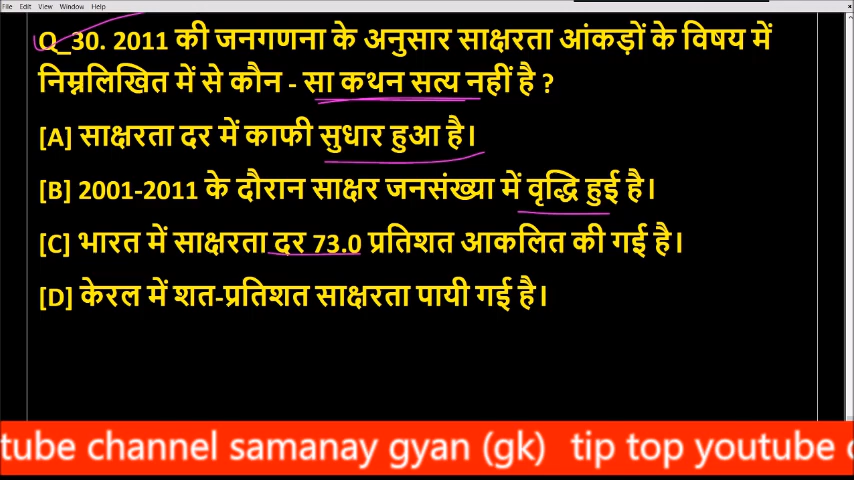 File Edit View Window Help
Q_30. 2011 की जनगणना के अनुसार साक्षरता आंकड़ों के विषय में
निम्नलिखित में से कौन - सा कथन सत्य नहीं है ?
[A] साक्षरता दर में काफी सुधार हुआ है।
[B] 2001-2011 के दौरान साक्षर जनसंख्या में वृद्धि हुई है।
[C] भारत में साक्षरता दर 73.0 प्रतिशत आकलित की गई है।
[D] केरल में शत-प्रतिशत साक्षरता पायी गई है।
tube channel samanay gyan (gk) tip top youtube c